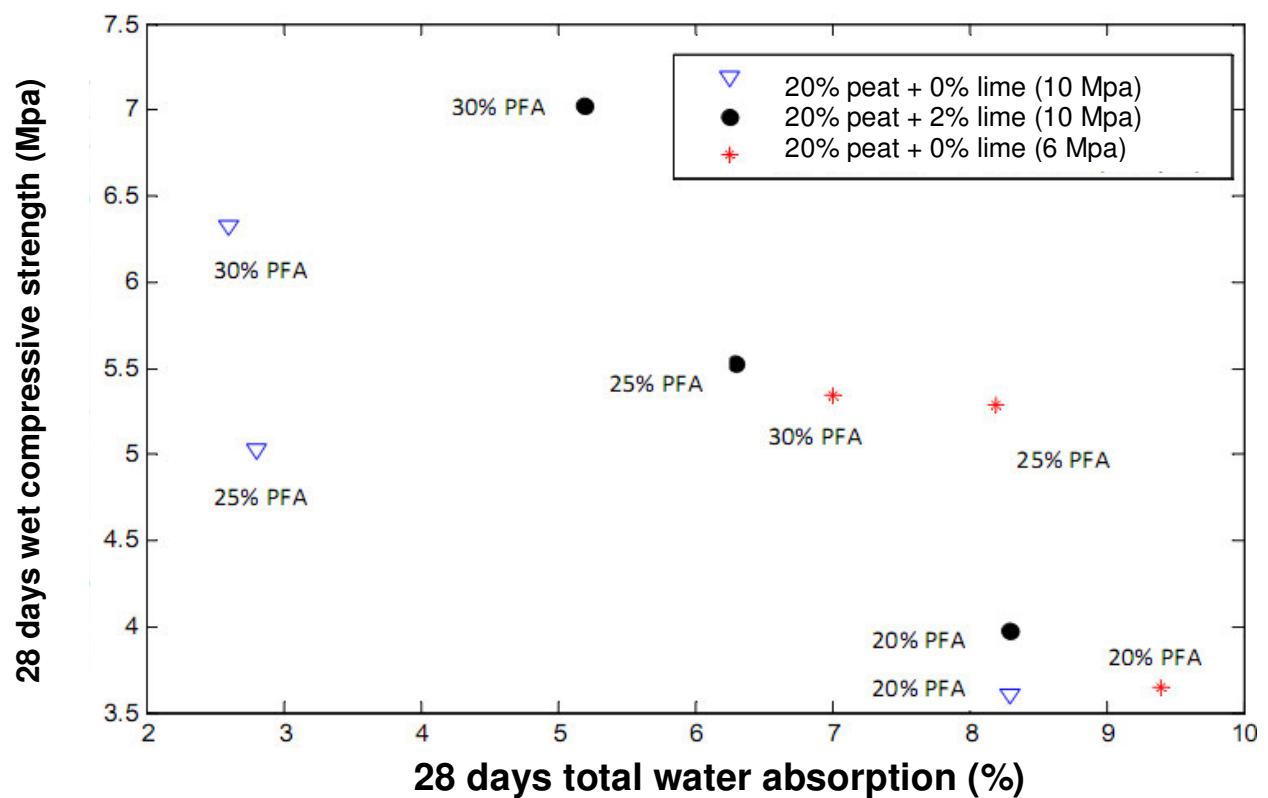 28 days wet compressive strength (Mpa)
7.5
7
6.5
6
5.5
5
4.5
4
3.5
20% peat + 0% lime (10 Mpa)
20% peat + 2% lime (10 Mpa)
20% peat + 0% lime (6 Mpa)
30% PFA
30% PFA
25% PFA
30% PFA
25% PFA
25% PFA
20% PFA
20% PFA
20% PFA
2 3 4 5 6 7 8 9 10
28 days total water absorption (%)